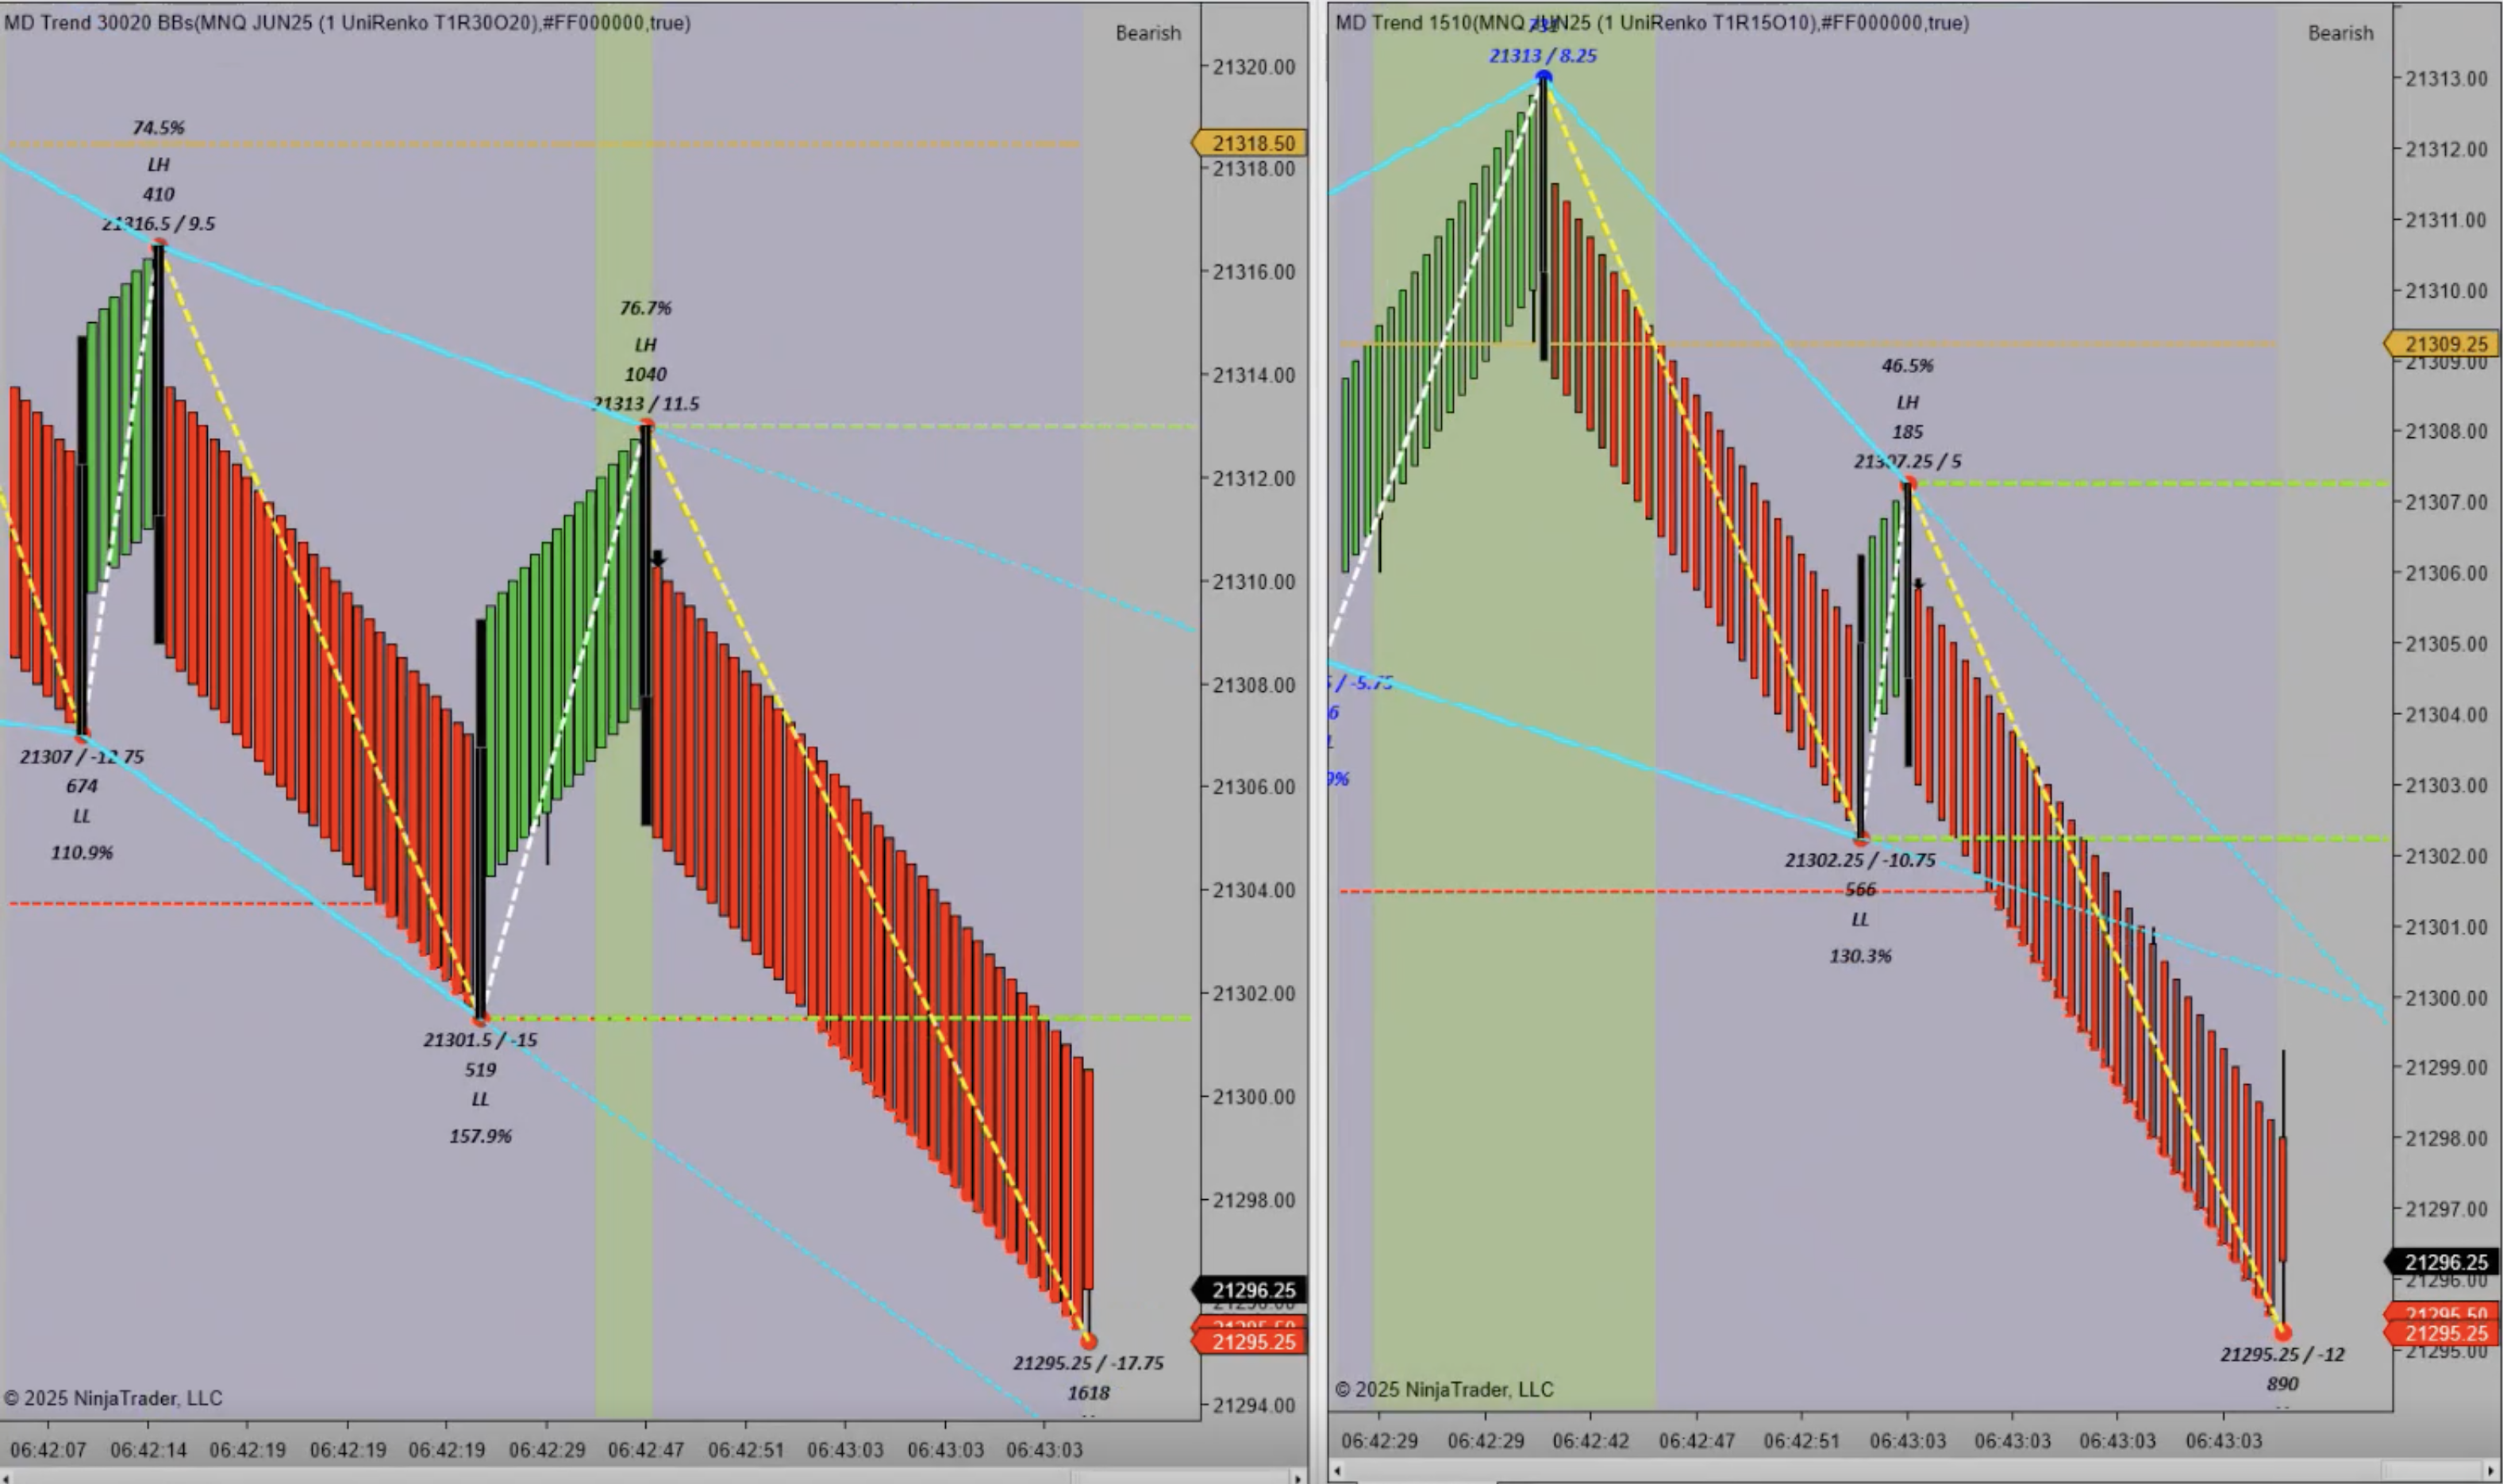 MD Trend 30020 BBs(MNQ JUN25 (1 UniRenko T1R30O20),#FF000000,true)
Bearish
74.5%
LH
410
21316.5 / 9.5
76.7%
LH
1040
21313 / 11.5
21307 / -12.75
674
LL
110.9%
21301.5 / -15
519
LL
157.9%
21295.25 / -17.75
1618
21320.00
21318.50
21318.00
21316.00
21314.00
21312.00
21310.00
21308.00
21306.00
21304.00
21302.00
21300.00
21298.00
21296.25
21295.25
21294.00
© 2025 NinjaTrader, LLC
06:42:07 06:42:14 06:42:19 06:42:19 06:42:19 06:42:29 06:42:47 06:42:51 06:43:03 06:43:03 06:43:03
MD Trend 1510(MNQ JUN25 (1 UniRenko T1R15O10),#FF000000,true)
Bearish
21313 / 8.25
46.5%
LH
185
21307.25 / 5
/ -5.75
6
9%
21302.25 / -10.75
566
LL
130.3%
21295.25 / -12
890
21313.00
21312.00
21311.00
21310.00
21309.25
21309.00
21308.00
21307.00
21306.00
21305.00
21304.00
21303.00
21302.00
21301.00
21300.00
21299.00
21298.00
21297.00
21296.25
21296.00
21295.50
21295.25
21295.00
© 2025 NinjaTrader, LLC
06:42:29 06:42:29 06:42:42 06:42:47 06:42:51 06:43:03 06:43:03 06:43:03 06:43:03